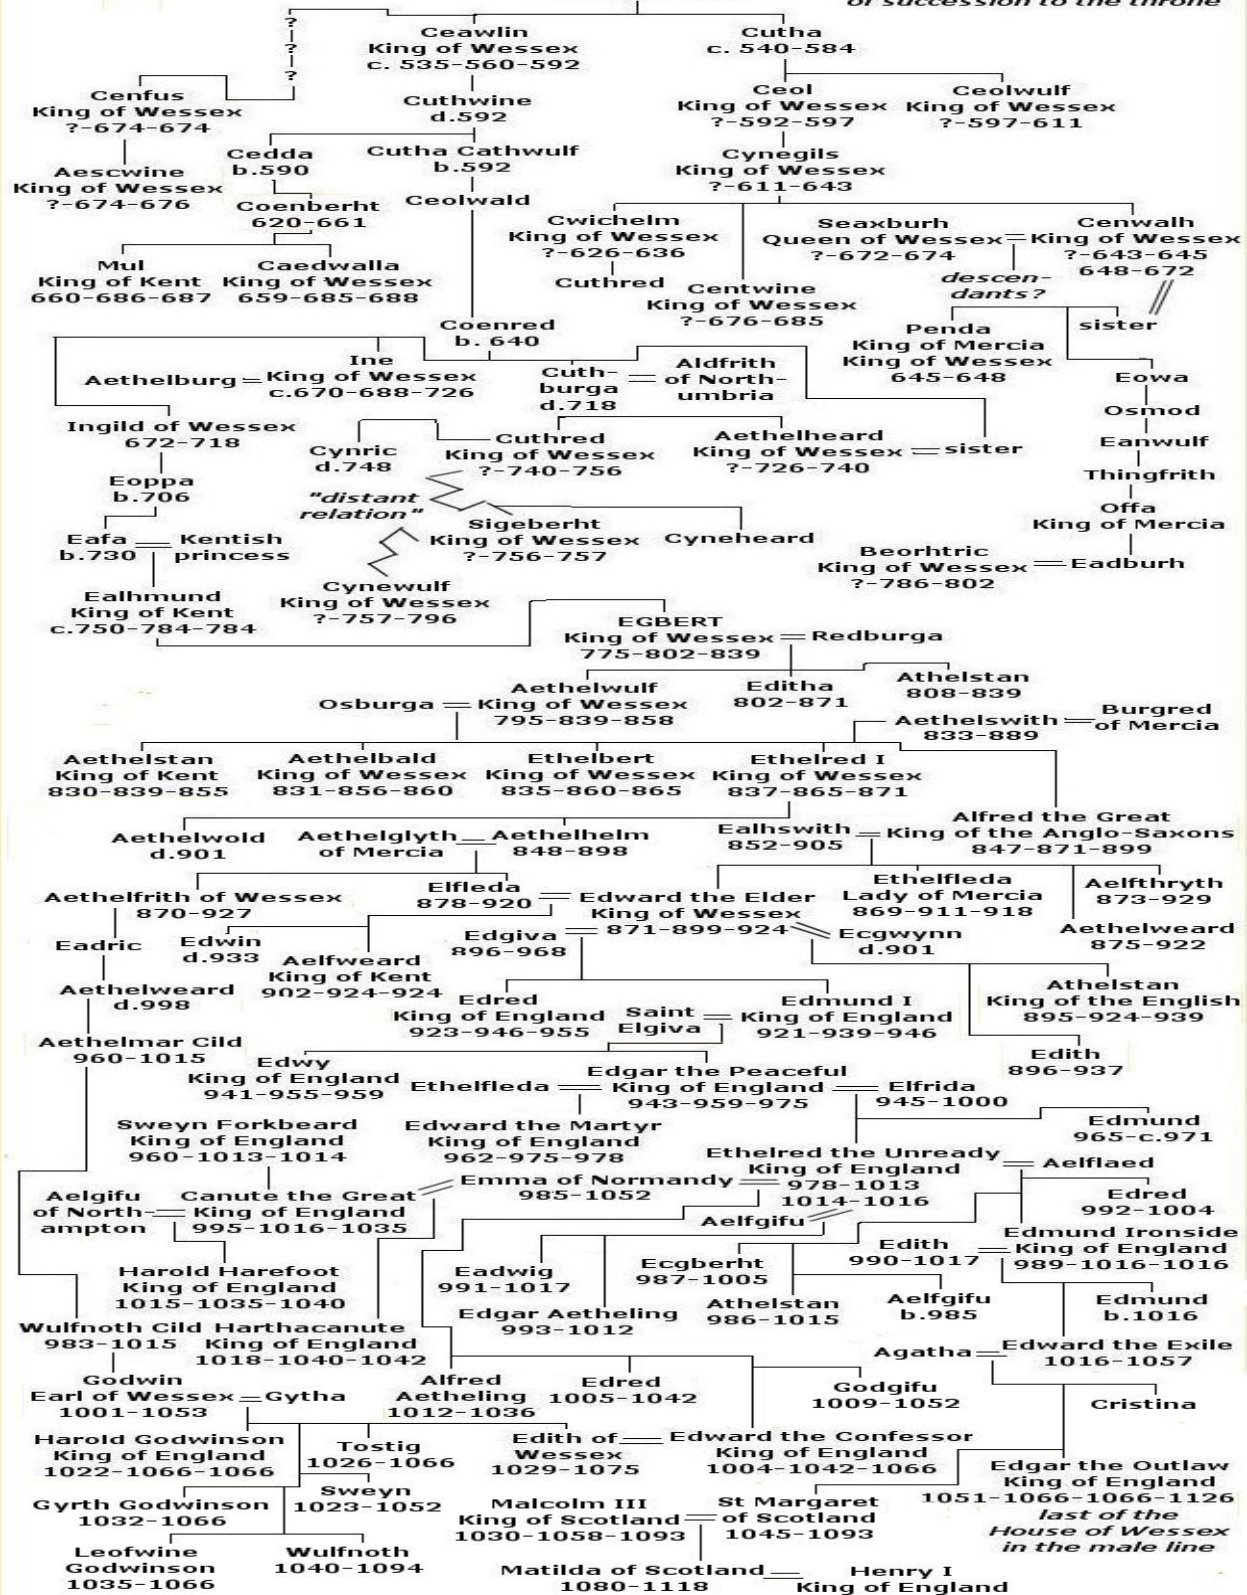 of succession to the throne
?
?
?
Ceawlin
King of Wessex
c. 535-560-592
Cutha
c. 540-584
Cenfus
King of Wessex
?-674-674
Cuthwine
d.592
Ceol
King of Wessex
?-592-597
Ceolwulf
King of Wessex
?-597-611
Aescwine
King of Wessex
?-674-676
Cedda
b.590
Cutha Cathwulf
b.592
Cynegils
King of Wessex
?-611-643
Coenberht
620-661
Ceolwald
Cwichelm
King of Wessex
?-626-636
Seaxburh
Queen of Wessex
?-672-674
Cenwalh
King of Wessex
?-643-645
648-672
Mul
King of Kent
660-686-687
Caedwalla
King of Wessex
659-685-688
Cuthred
Centwine
King of Wessex
?-676-685
descen-
dants?
Coenred
b. 640
Penda
King of Mercia
King of Wessex
645-648
sister
Aethelburg
Ine
King of Wessex
c.670-688-726
Cuth-
burga
d.718
Aldfrith
of North-
umbria
Eowa
Osmod
Eanwulf
Thingfrith
Offa
King of Mercia
Ingild of Wessex
672-718
Cynric
d.748
Cuthred
King of Wessex
?-740-756
Aethelheard
King of Wessex
?-726-740
sister
Eoppa
b.706
"distant
relation"
Sigeberht
King of Wessex
?-756-757
Cyneheard
Eafa
b.730
Kentish
princess
Beorhtric
King of Wessex
?-786-802
Eadburh
Ealhmund
King of Kent
c.750-784-784
Cynewulf
King of Wessex
?-757-796
EGBERT
King of Wessex
775-802-839
Redburga
Osburga
Aethelwulf
King of Wessex
795-839-858
Editha
802-871
Athelstan
808-839
Aethelswith
833-889
Burgred
of Mercia
Aethelstan
King of Kent
830-839-855
Aethelbald
King of Wessex
831-856-860
Ethelbert
King of Wessex
835-860-865
Ethelred I
King of Wessex
837-865-871
Aethelwold
d.901
Aethelglyth
of Mercia
Aethelhelm
848-898
Ealhswith
852-905
Alfred the Great
King of the Anglo-Saxons
847-871-899
Aethelfrith of Wessex
870-927
Elfleda
878-920
Edward the Elder
King of Wessex
871-899-924
Ethelfleda
Lady of Mercia
869-911-918
Aelfthryth
873-929
Eadric
Edwin
d.933
Aelfweard
King of Kent
902-924-924
Edgiva
896-968
Ecgwynn
d.901
Aethelweard
875-922
Aethelweard
d.998
Edred
King of England
923-946-955
Saint
Elgiva
Edmund I
King of England
921-939-946
Athelstan
King of the English
895-924-939
Aethelmar Cild
960-1015
Edith
896-937
Edwy
King of England
941-955-959
Ethelfleda
Edgar the Peaceful
King of England
943-959-975
Elfrida
945-1000
Sweyn Forkbeard
King of England
960-1013-1014
Edward the Martyr
King of England
962-975-978
Edmund
965-c.971
Ethelred the Unready
King of England
978-1013
1014-1016
Aelflaed
Aelgifu
of North-
ampton
Canute the Great
King of England
995-1016-1035
Emma of Normandy
985-1052
Edred
992-1004
Aelfgifu
Harold Harefoot
King of England
1015-1035-1040
Eadwig
991-1017
Ecgberht
987-1005
Edith
990-1017
Edmund Ironside
King of England
989-1016-1016
Edgar Aetheling
993-1012
Athelstan
986-1015
Aelfgifu
b.985
Edmund
b.1016
Wulfnoth Cild
983-1015
Harthacanute
King of England
1018-1040-1042
Agatha
Edward the Exile
1016-1057
Godwin
Earl of Wessex
1001-1053
Gytha
Alfred
Aetheling
1012-1036
Edred
1005-1042
Godgifu
1009-1052
Cristina
Harold Godwinson
King of England
1022-1066-1066
Tostig
1026-1066
Edith of
Wessex
1029-1075
Edward the Confessor
King of England
1004-1042-1066
Edgar the Outlaw
King of England
1051-1066-1066-1126
last of the
House of Wessex
in the male line
Gyrth Godwinson
1032-1066
Sweyn
1023-1052
Malcolm III
King of Scotland
1030-1058-1093
St Margaret
of Scotland
1045-1093
Leofwine
Godwinson
1035-1066
Wulfnoth
1040-1094
Matilda of Scotland
1080-1118
Henry I
King of England